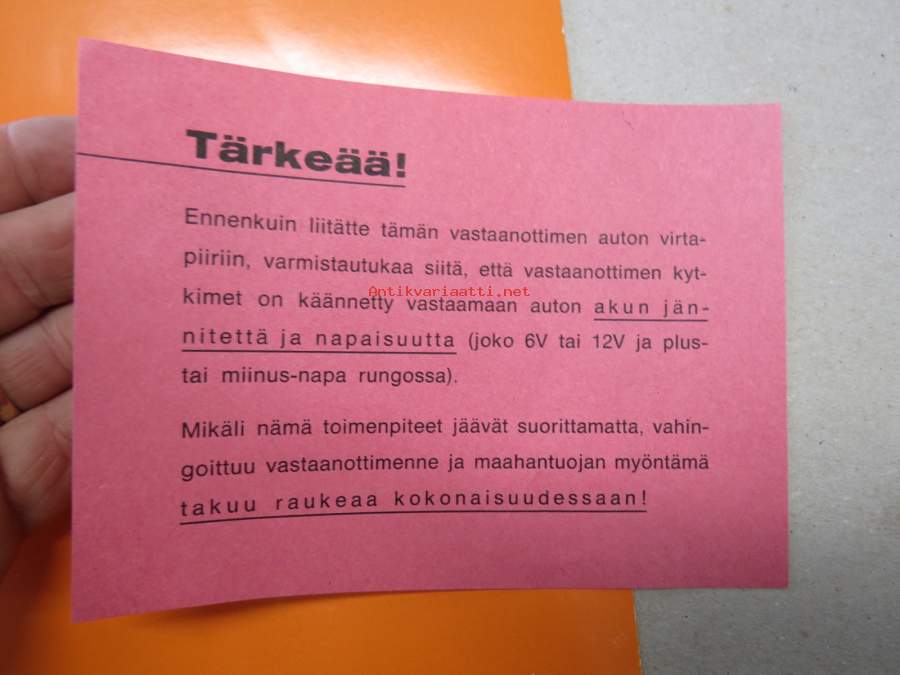 Tärkeää!
Ennenkuin liitätte tämän vastaanottimen auton virta-
piiriin, varmistautukaa siitä, että vastaanottimen kyt-
Antikvariaatti.net
kimet on käännetty vastaamaan auton akun jän-
nitettä ja napaisuutta (joko 6V tai 12V ja plus-
tai miinus-napa rungossa).
Mikäli nämä toimenpiteet jäävät suorittamatta, vahin-
goittuu vastaanottimenne ja maahantuojan myöntämä
takuu raukeaa kokonaisuudessaan!